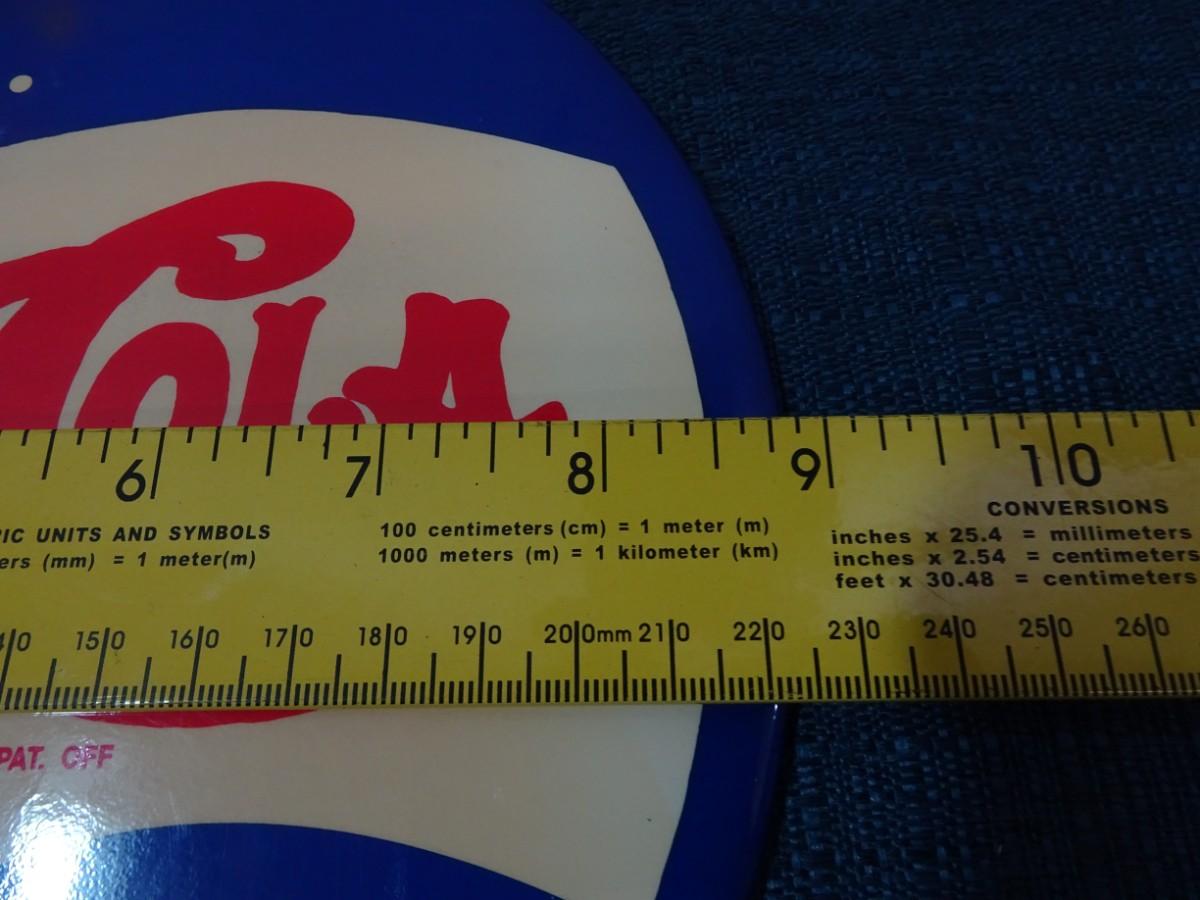 COLA
6 7 8 9 10
CONVERSIONS
IC UNITS AND SYMBOLS
100 centimeters (cm) = 1 meter (m)
inches x 25.4 = millimeters
ers (mm) = 1 meter(m)
1000 meters (m) = 1 kilometer (km)
inches x 2.54 = centimeters
feet x 30.48 = centimeters
40 150 160 170 180 190 200mm 210 220 230 240 250 260
PAT. OFF